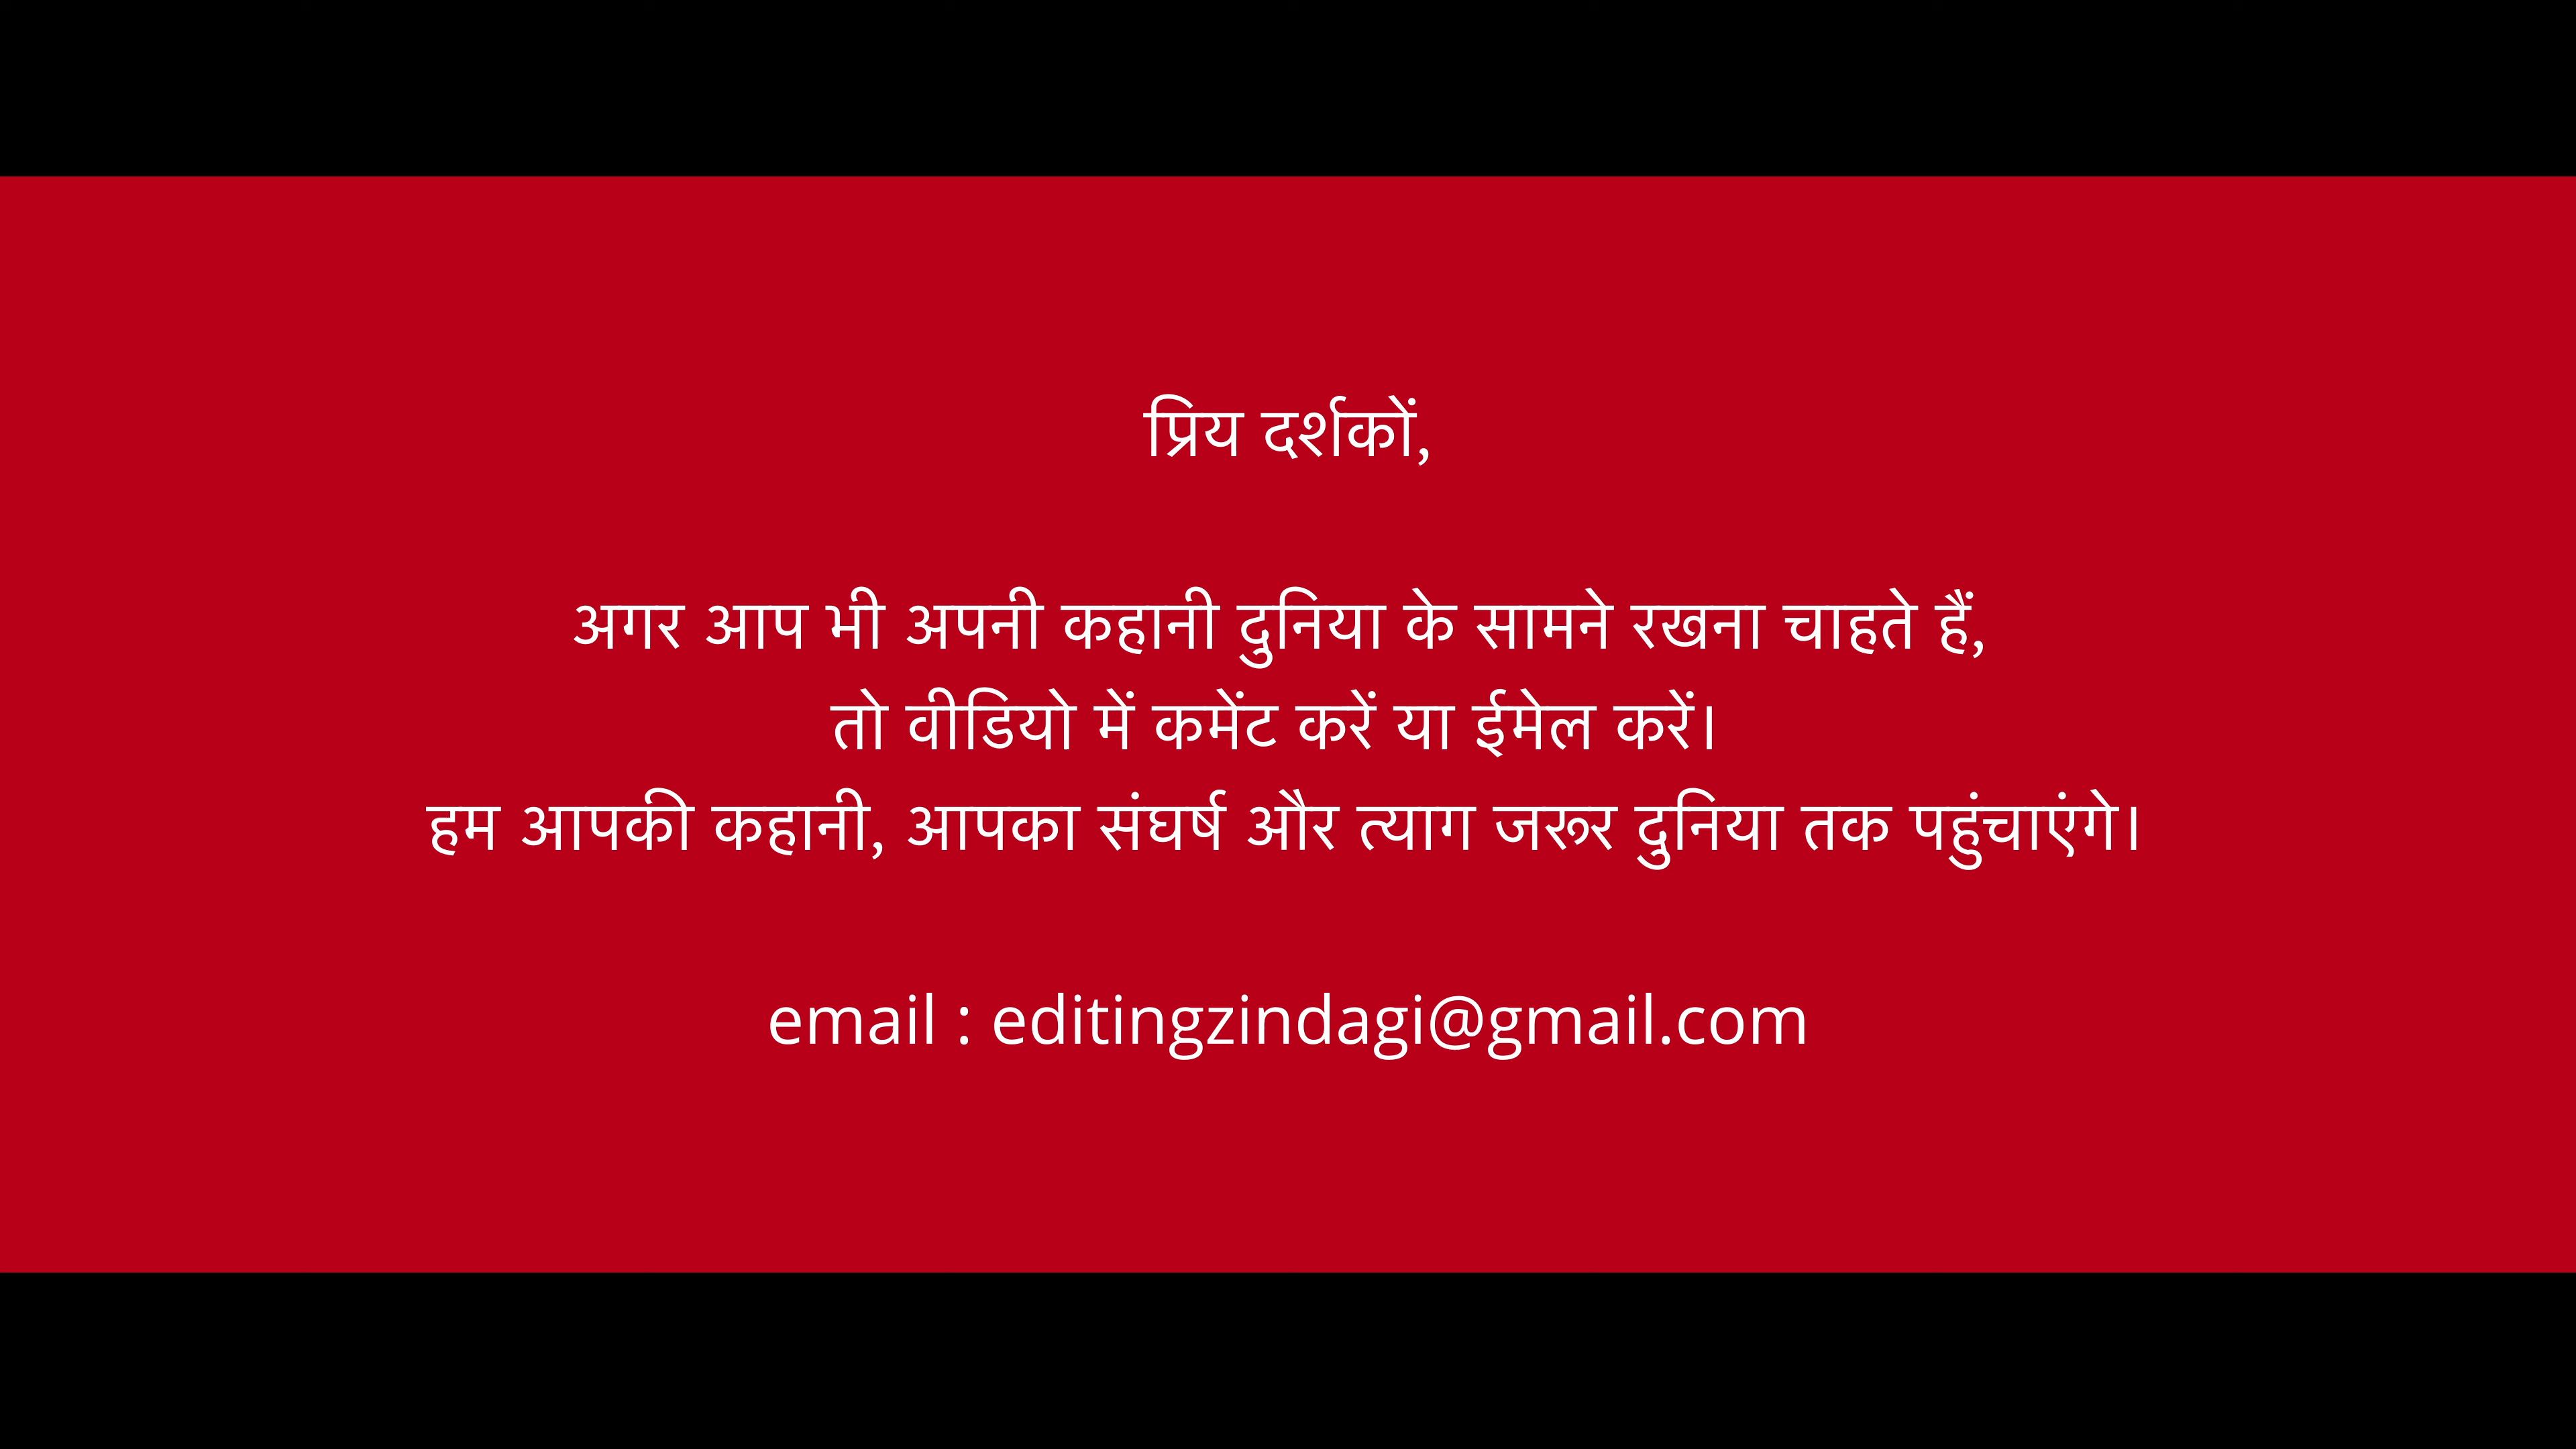 प्रिय दर्शकों,
अगर आप भी अपनी कहानी दुनिया के सामने रखना चाहते हैं,
तो वीडियो में कमेंट करें या ईमेल करें।
हम आपकी कहानी, आपका संघर्ष और त्याग जरूर दुनिया तक पहुंचाएंगे।
email : editingzindagi@gmail.com